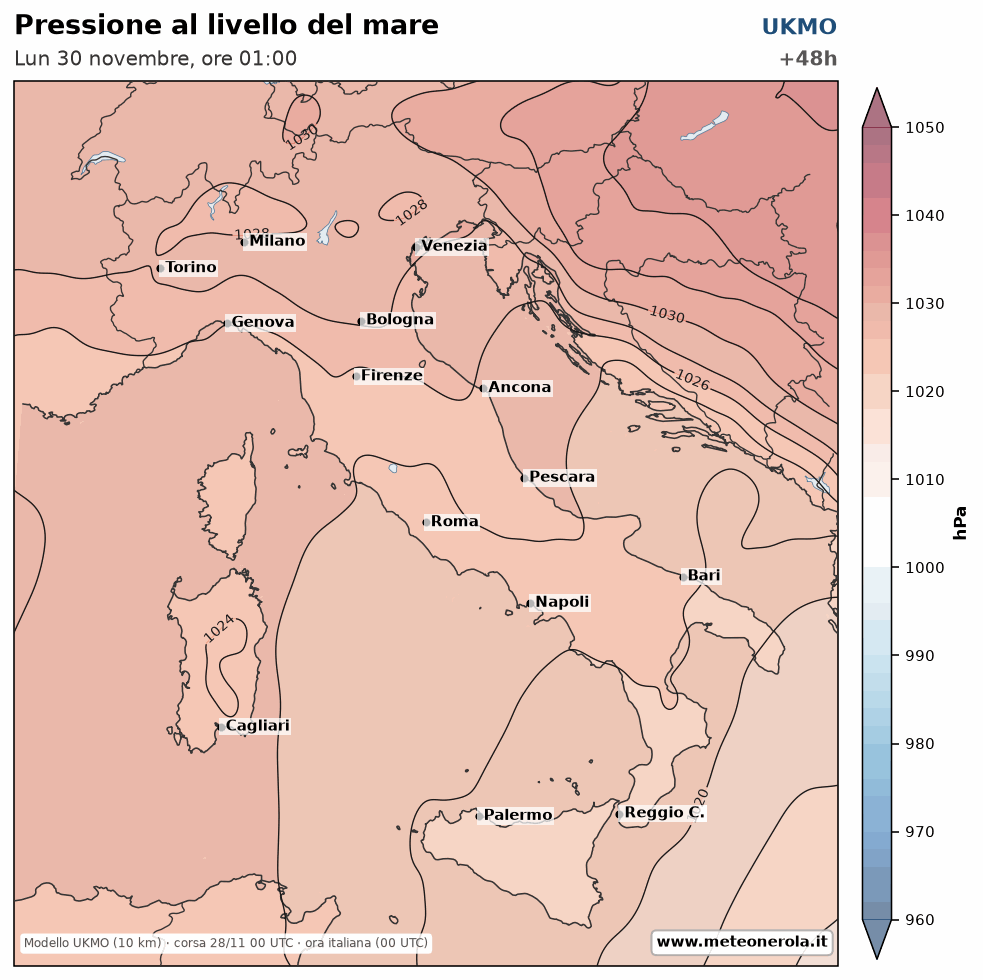 Pressione al livello del mare
UKMO
Lun 30 novembre, ore 01:00
+48h
1030
1028
1028
Milano
Venezia
Torino
1030
Genova
Bologna
Firenze
1026
Ancona
Pescara
Roma
Bari
Napoli
1024
Cagliari
20
Palermo
Reggio C.
Modello UKMO (10 km) · corsa 28/11 00 UTC · ora italiana (00 UTC)
www.meteonerola.it
1050
1040
1030
1020
1010
1000
990
980
970
960
hPa